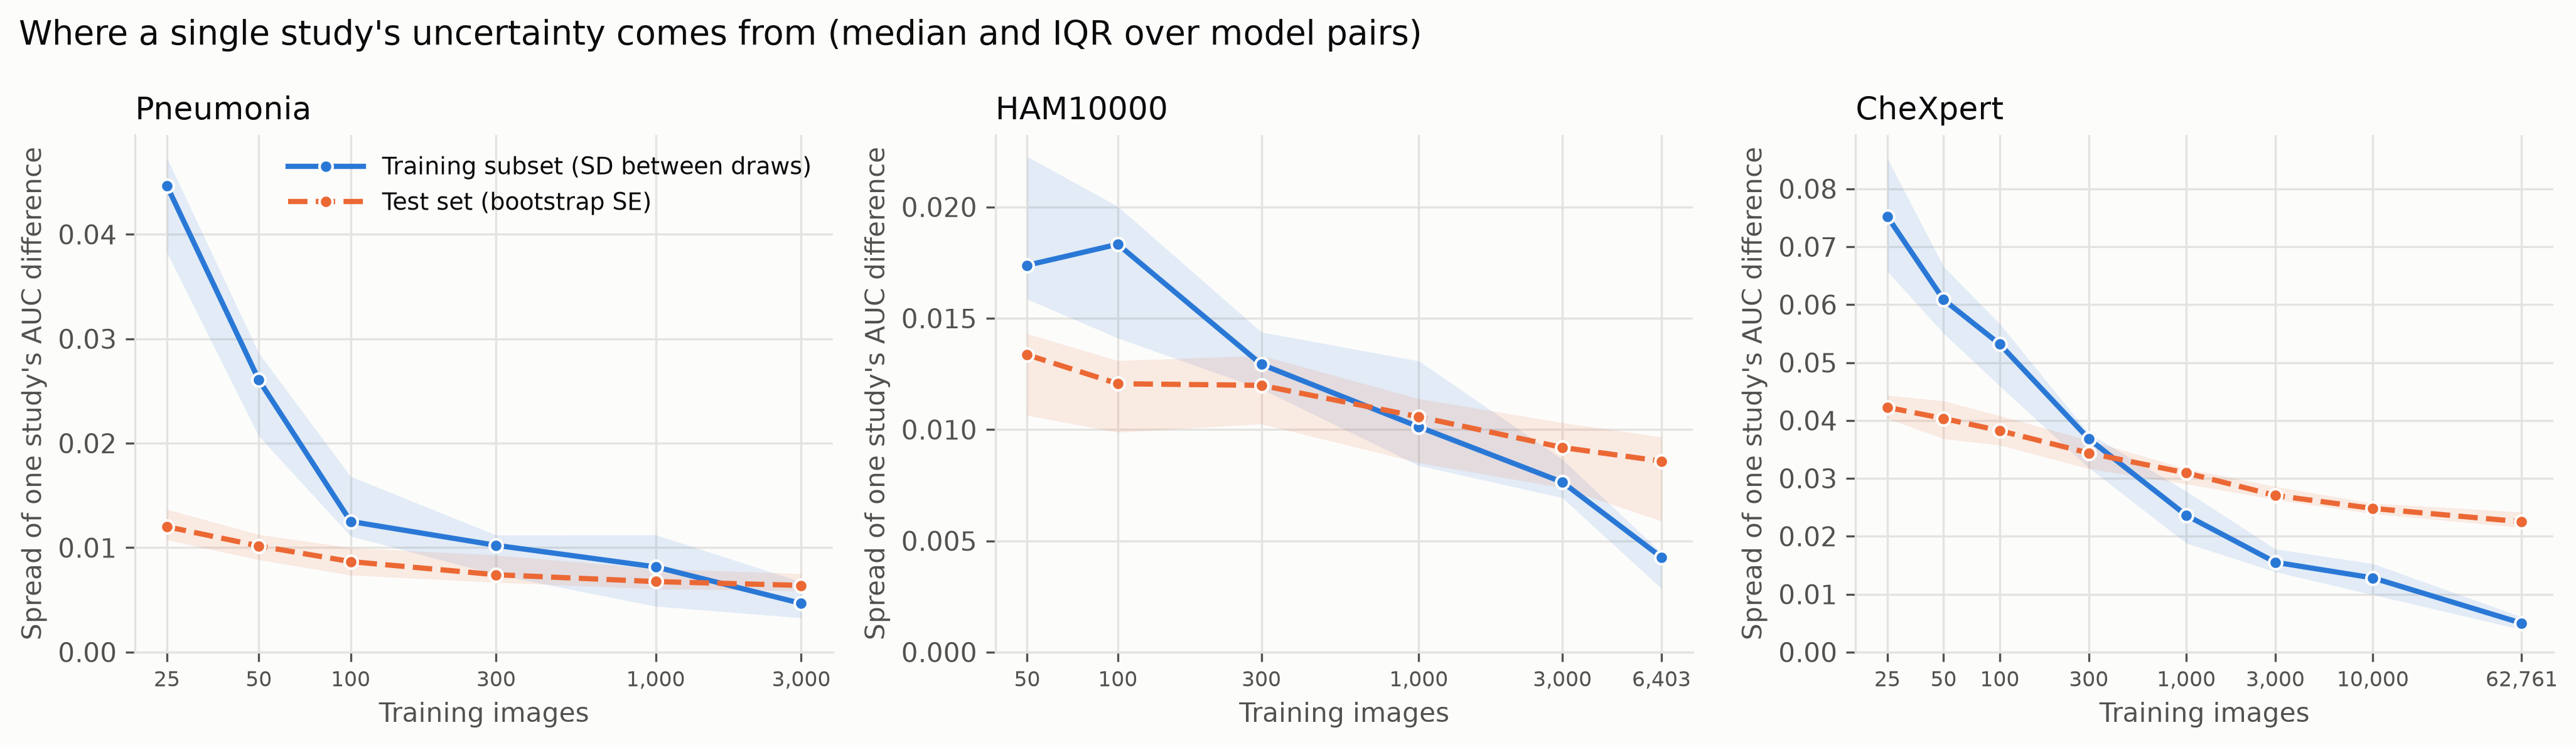 Where a single study's uncertainty comes from (median and IQR over model pairs)
Pneumonia
Training subset (SD between draws)
Test set (bootstrap SE)
Spread of one study's AUC difference
0.04
0.03
0.02
0.01
0.00
25 50 100 300 1,000 3,000
Training images
HAM10000
Spread of one study's AUC difference
0.020
0.015
0.010
0.005
0.000
50 100 300 1,000 3,000 6,403
Training images
CheXpert
Spread of one study's AUC difference
0.08
0.07
0.06
0.05
0.04
0.03
0.02
0.01
0.00
25 50 100 300 1,000 3,000 10,000 62,761
Training images